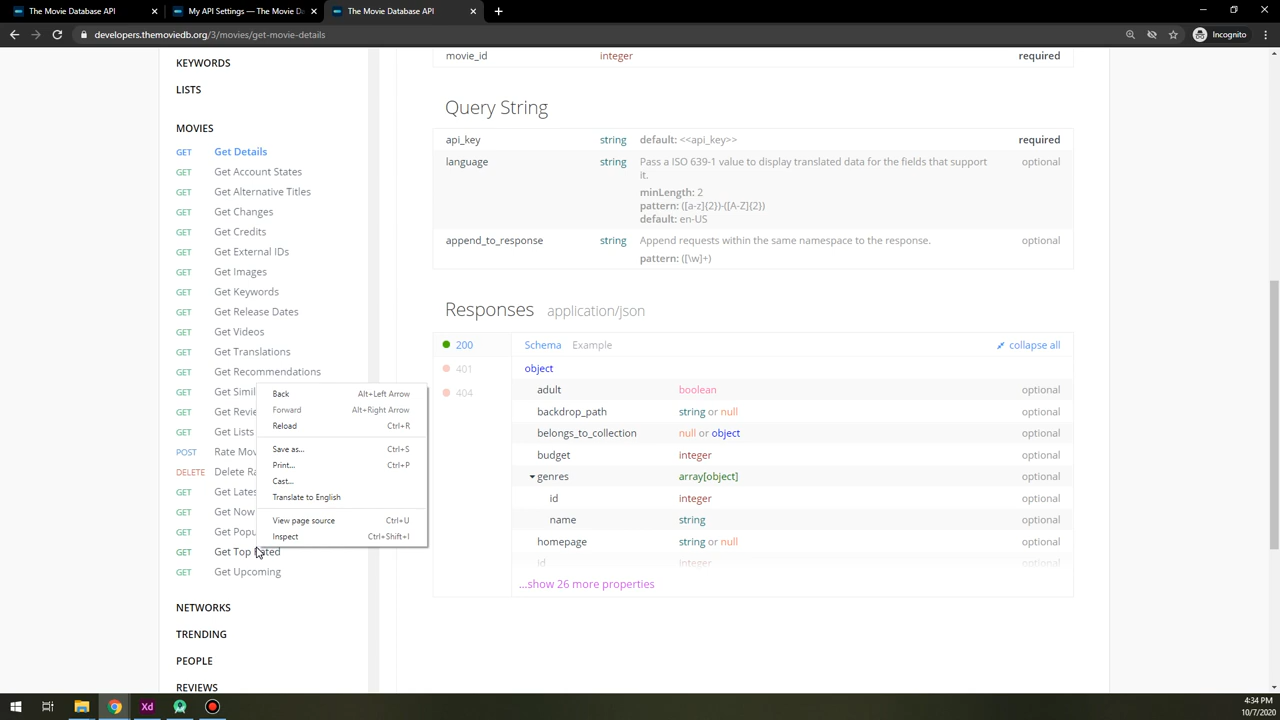 The Movie Database API
My API Settings — The Movie Da
The Movie Database API
developers.themoviedb.org/3/movies/get-movie-details
Incognito
KEYWORDS
LISTS
MOVIES
GET Get Details
GET Get Account States
GET Get Alternative Titles
GET Get Changes
GET Get Credits
GET Get External IDs
GET Get Images
GET Get Keywords
GET Get Release Dates
GET Get Videos
GET Get Translations
GET Get Recommendations
GET Get Simil
GET Get Revie
GET Get Lists
POST Rate Mov
DELETE Delete Ra
GET Get Lates
GET Get Now
GET Get Popu
GET Get Top Rated
GET Get Upcoming
NETWORKS
TRENDING
PEOPLE
REVIEWS
Back Alt+Left Arrow
Forward Alt+Right Arrow
Reload Ctrl+R
Save as... Ctrl+S
Print... Ctrl+P
Cast...
Translate to English
View page source Ctrl+U
Inspect Ctrl+Shift+I
movie_id integer required
Query String
api_key string default: <<api_key>> required
language string Pass a ISO 639-1 value to display translated data for the fields that support optional
it.
minLength: 2
pattern: ([a-z]{2})-([A-Z]{2})
default: en-US
append_to_response string Append requests within the same namespace to the response. optional
pattern: ([\w]+)
Responses application/json
200 Schema Example collapse all
401
404
object
adult boolean optional
backdrop_path string or null optional
belongs_to_collection null or object optional
budget integer optional
genres array[object] optional
id integer optional
name string optional
homepage string or null optional
id integer optional
...show 26 more properties
Xd
4:34 PM
10/7/2020